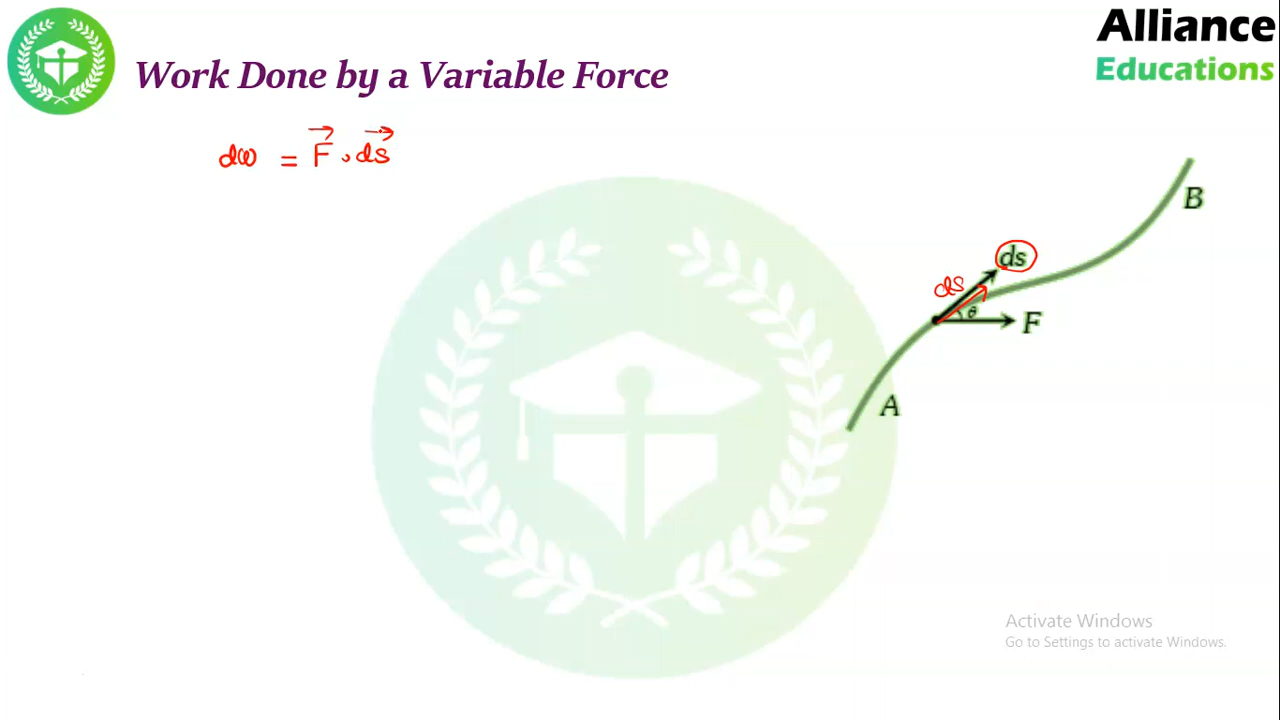 Alliance
Educations
Work Done by a Variable Force
dw = F⃗ . ds⃗
B
ds
ds
θ
F
A
Activate Windows
Go to Settings to activate Windows.